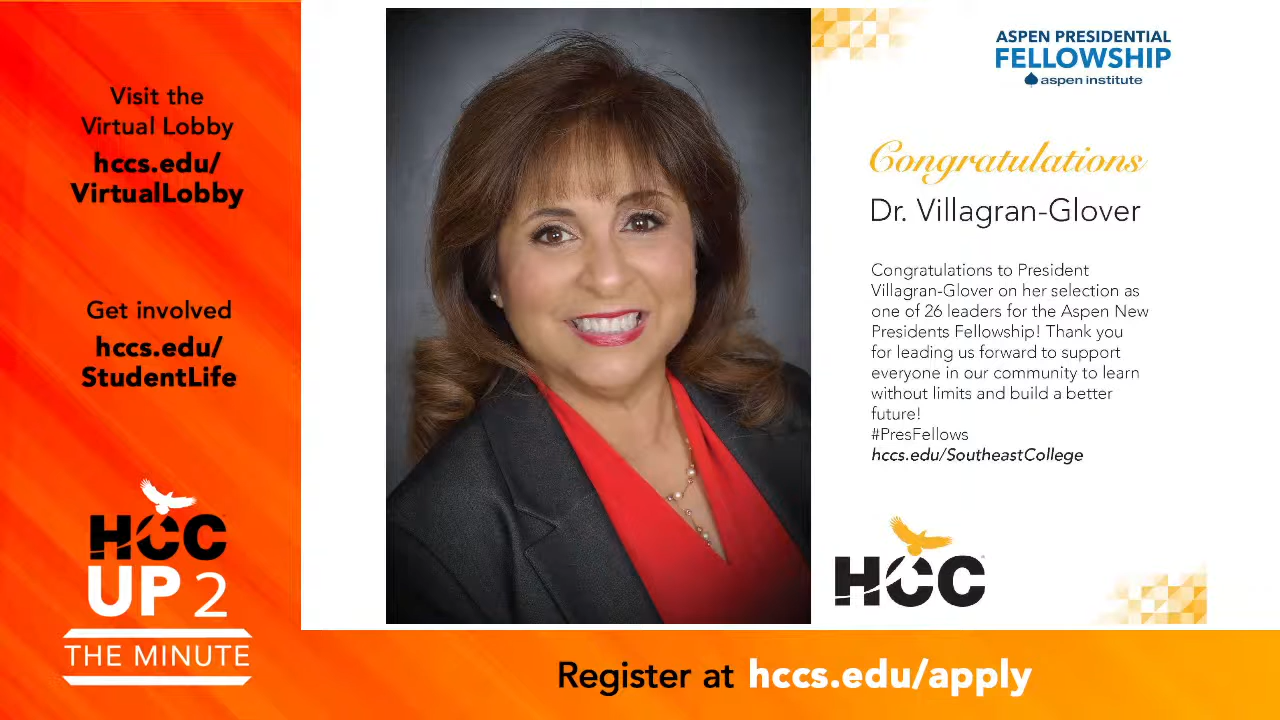 Visit the
Virtual Lobby
hccs.edu/
VirtualLobby
Get involved
hccs.edu/
StudentLife
HCC
UP 2
THE MINUTE
ASPEN PRESIDENTIAL
FELLOWSHIP
aspen institute
Congratulations
Dr. Villagran-Glover
Congratulations to President
Villagran-Glover on her selection as
one of 26 leaders for the Aspen New
Presidents Fellowship! Thank you
for leading us forward to support
everyone in our community to learn
without limits and build a better
future!
#PresFellows
hccs.edu/SoutheastCollege
HCC
Register at hccs.edu/apply